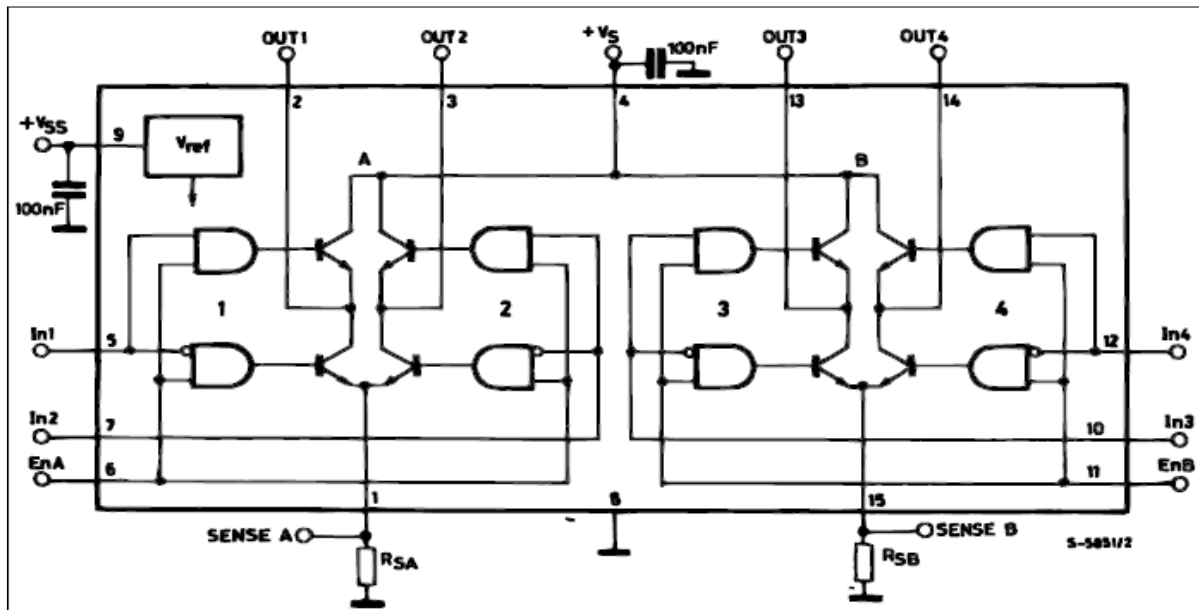 OUT1 OUT2 +VS 100nF OUT3 OUT4
2 3 4 13 14
+VSS 9 Vref
A B
100nF
1 2 3 4
In1 5 12 In4
In2 7 10 In3
EnA 6 11 EnB
1 8 15
SENSE A SENSE B S-5851/2
RSA RSB